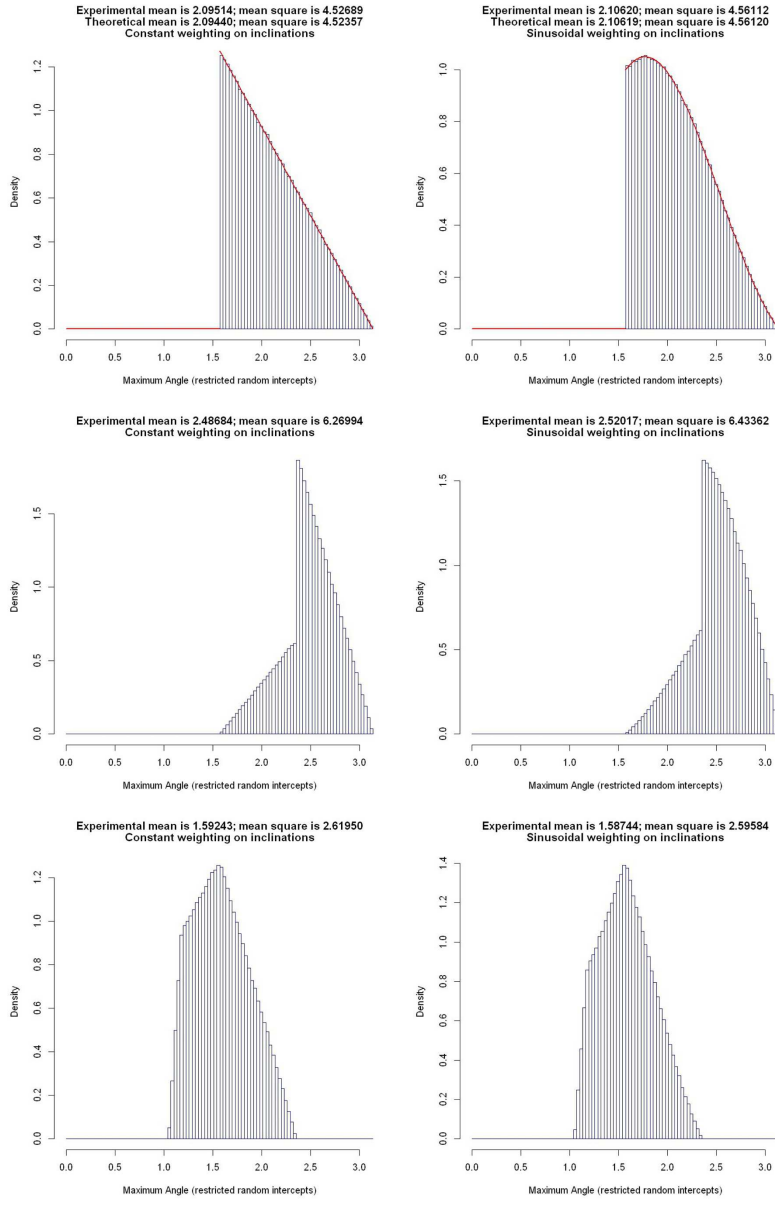 Experimental mean is 2.09514; mean square is 4.52689
Theoretical mean is 2.09440; mean square is 4.52357
Constant weighting on inclinations
Density
0.0 0.2 0.4 0.6 0.8 1.0 1.2
0.0 0.5 1.0 1.5 2.0 2.5 3.0
Maximum Angle (restricted random intercepts)
Experimental mean is 2.10620; mean square is 4.56112
Theoretical mean is 2.10619; mean square is 4.56120
Sinusoidal weighting on inclinations
Density
0.0 0.2 0.4 0.6 0.8 1.0
0.0 0.5 1.0 1.5 2.0 2.5 3.0
Maximum Angle (restricted random intercepts)
Experimental mean is 2.48684; mean square is 6.26994
Constant weighting on inclinations
Density
0.0 0.5 1.0 1.5
0.0 0.5 1.0 1.5 2.0 2.5 3.0
Maximum Angle (restricted random intercepts)
Experimental mean is 2.52017; mean square is 6.43362
Sinusoidal weighting on inclinations
Density
0.0 0.5 1.0 1.5
0.0 0.5 1.0 1.5 2.0 2.5 3.0
Maximum Angle (restricted random intercepts)
Experimental mean is 1.59243; mean square is 2.61950
Constant weighting on inclinations
Density
0.0 0.2 0.4 0.6 0.8 1.0 1.2
0.0 0.5 1.0 1.5 2.0 2.5 3.0
Maximum Angle (restricted random intercepts)
Experimental mean is 1.58744; mean square is 2.59584
Sinusoidal weighting on inclinations
Density
0.0 0.2 0.4 0.6 0.8 1.0 1.2 1.4
0.0 0.5 1.0 1.5 2.0 2.5 3.0
Maximum Angle (restricted random intercepts)